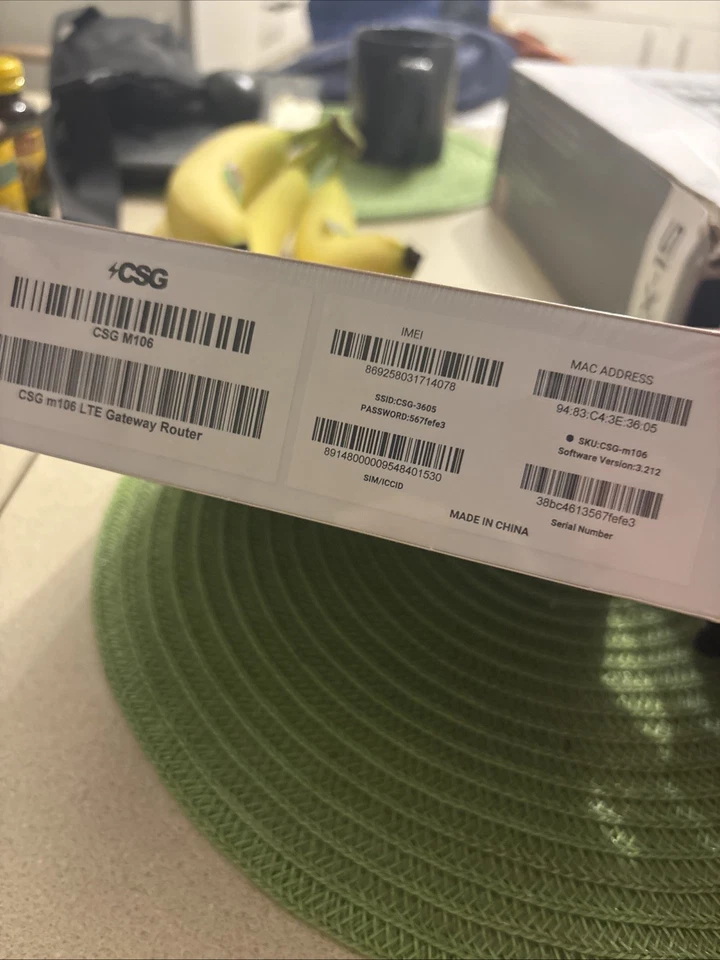 CSG
CSG M106
CSG m106 LTE Gateway Router
IMEI
869258031714078
SSID:CSG-3605
PASSWORD:567fefe3
89148000009548401530
SIM/ICCID
MAC ADDRESS
94:83:C4:3E:36:05
SKU:CSG-m106
Software Version:3.212
38bc4613567fefe3
Serial Number
MADE IN CHINA